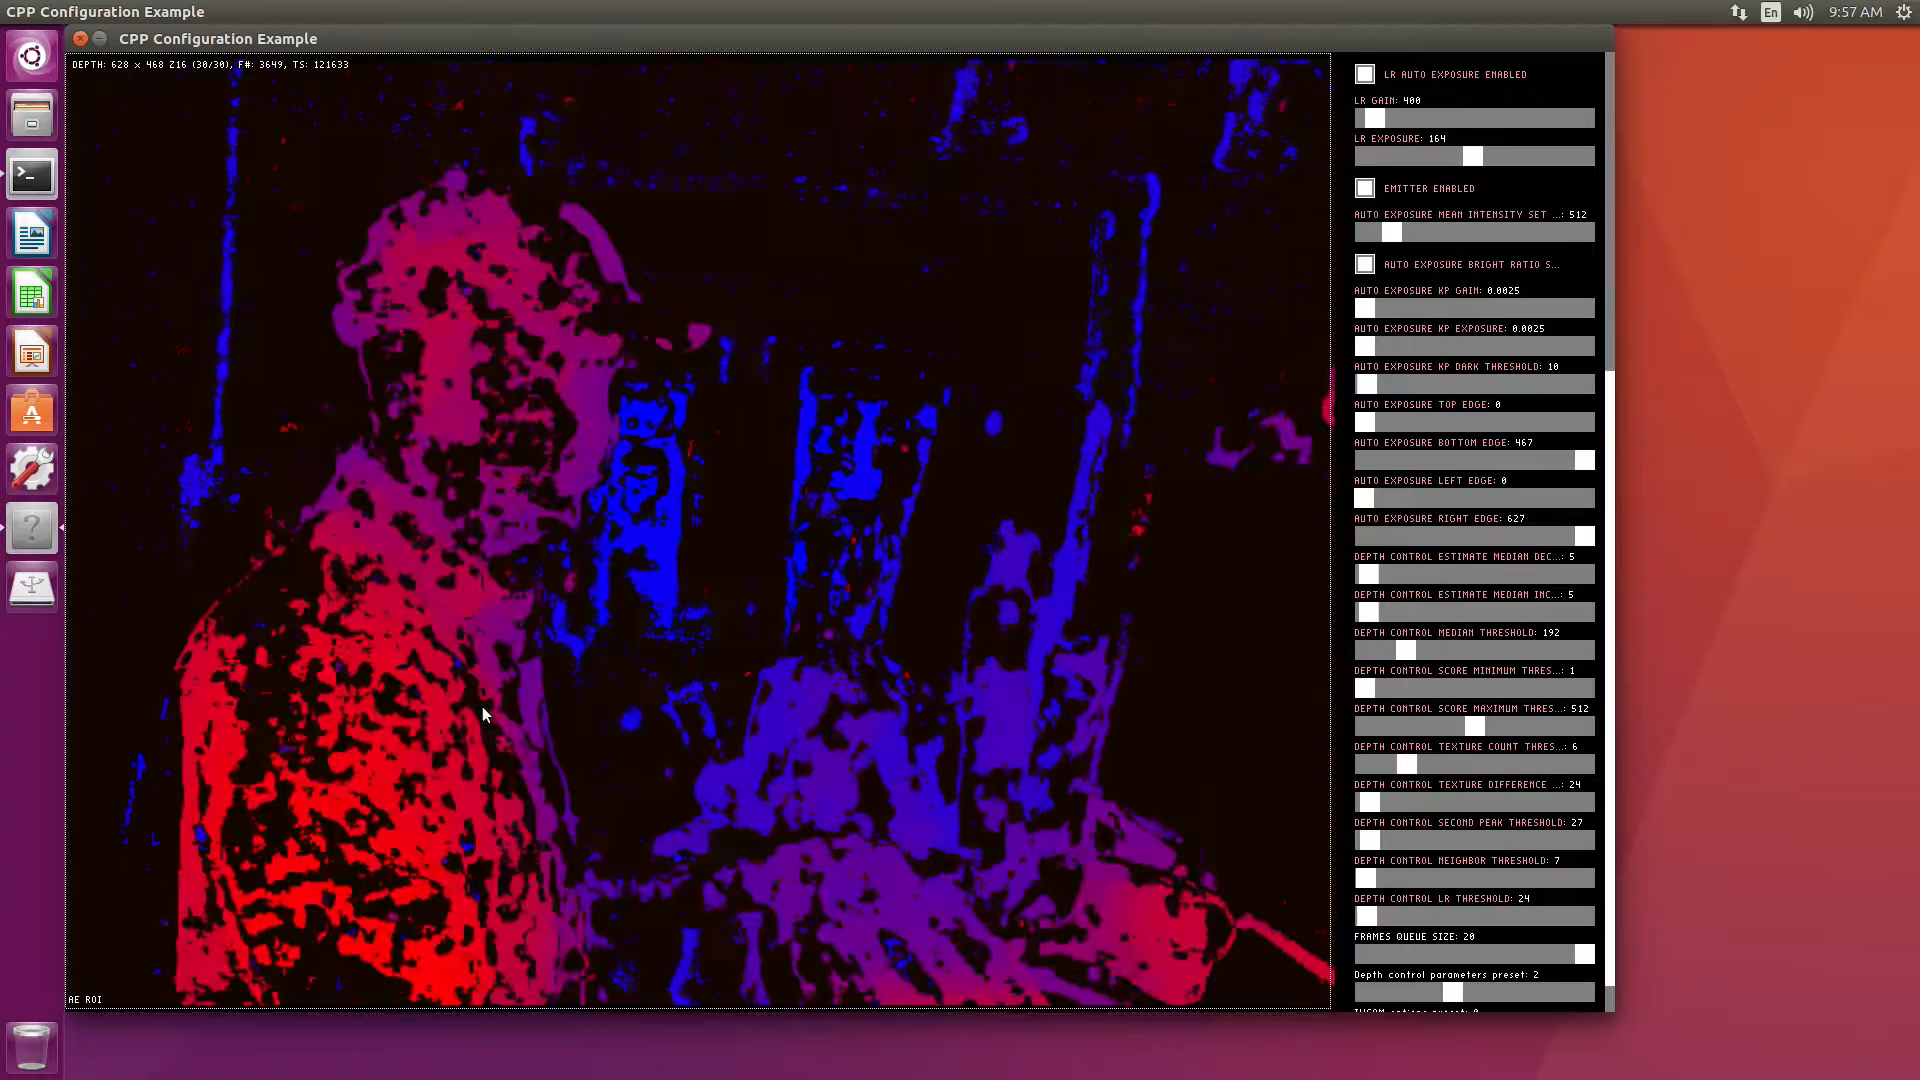 CPP Configuration Example
En
9:57 AM
CPP Configuration Example
DEPTH: 628 x 468 Z16 (30/30), F#: 3649, TS: 121633
LR AUTO EXPOSURE ENABLED
LR GAIN: 400
LR EXPOSURE: 164
EMITTER ENABLED
AUTO EXPOSURE MEAN INTENSITY SET ...: 512
AUTO EXPOSURE BRIGHT RATIO S...
AUTO EXPOSURE KP GAIN: 0.0025
AUTO EXPOSURE KP EXPOSURE: 0.0025
AUTO EXPOSURE KP DARK THRESHOLD: 10
AUTO EXPOSURE TOP EDGE: 0
AUTO EXPOSURE BOTTOM EDGE: 467
AUTO EXPOSURE LEFT EDGE: 0
AUTO EXPOSURE RIGHT EDGE: 627
DEPTH CONTROL ESTIMATE MEDIAN DEC...: 5
DEPTH CONTROL ESTIMATE MEDIAN INC...: 5
DEPTH CONTROL MEDIAN THRESHOLD: 192
DEPTH CONTROL SCORE MINIMUM THRES...: 1
DEPTH CONTROL SCORE MAXIMUM THRES...: 512
DEPTH CONTROL TEXTURE COUNT THRES...: 6
DEPTH CONTROL TEXTURE DIFFERENCE ...: 24
DEPTH CONTROL SECOND PEAK THRESHOLD: 27
DEPTH CONTROL NEIGHBOR THRESHOLD: 7
DEPTH CONTROL LR THRESHOLD: 24
FRAMES QUEUE SIZE: 20
Depth control parameters preset: 2
AE ROI